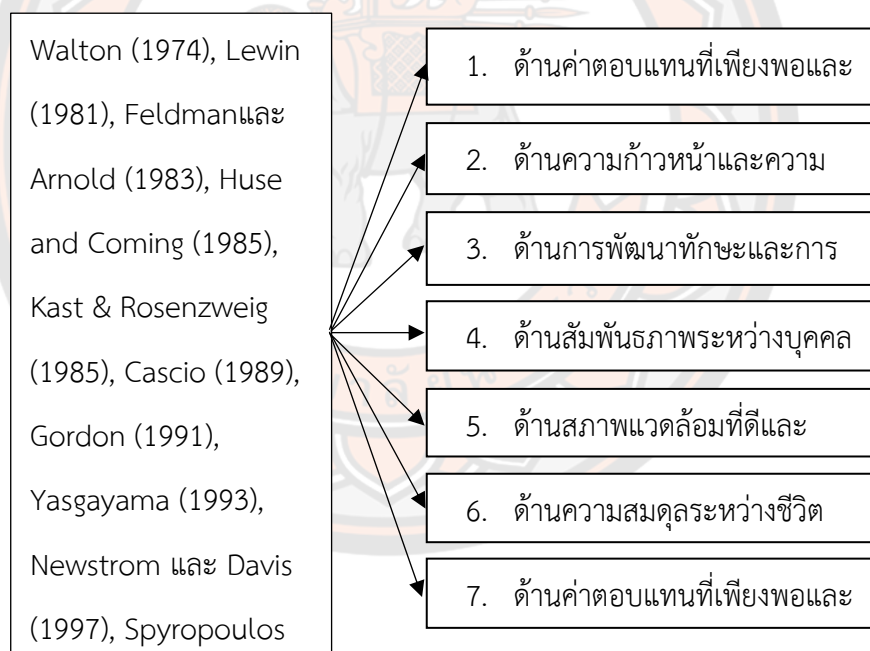 Walton (1974), Lewin
(1981), Feldmanและ
Arnold (1983), Huse
and Coming (1985),
Kast & Rosenzweig
(1985), Cascio (1989),
Gordon (1991),
Yasgayama (1993),
Newstrom และ Davis
(1997), Spyropoulos
1. ด้านค่าตอบแทนที่เพียงพอและ
2. ด้านความก้าวหน้าและความ
3. ด้านการพัฒนาทักษะและการ
4. ด้านสัมพันธภาพระหว่างบุคคล
5. ด้านสภาพแวดล้อมที่ดีและ
6. ด้านความสมดุลระหว่างชีวิต
7. ด้านค่าตอบแทนที่เพียงพอและ